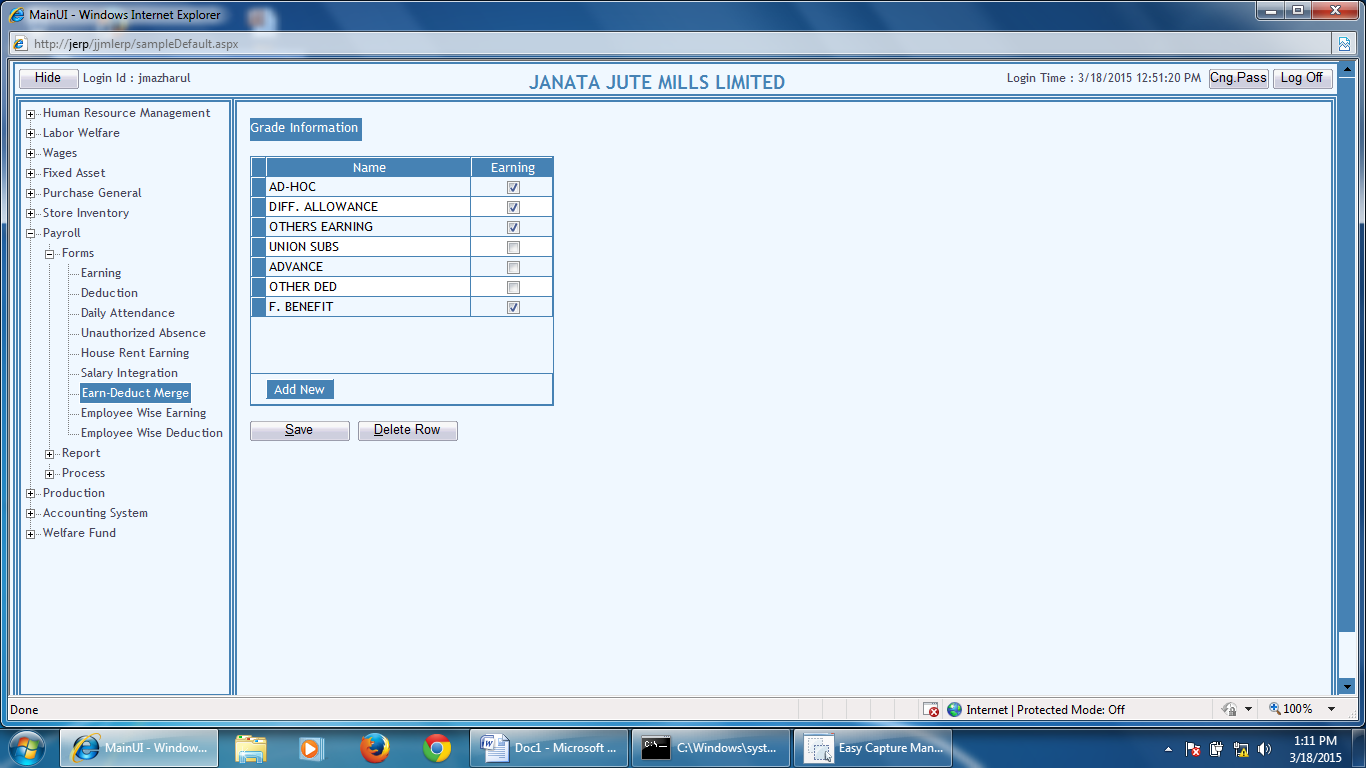 MainUI - Windows Internet Explorer
http://jerp/jjmlerp/sampleDefault.aspx
Hide Login Id : jmazharul JANATA JUTE MILLS LIMITED Login Time : 3/18/2015 12:51:20 PM Cng.Pass Log Off
Human Resource Management
Labor Welfare
Wages
Fixed Asset
Purchase General
Store Inventory
Payroll
Forms
Earning
Deduction
Daily Attendance
Unauthorized Absence
House Rent Earning
Salary Integration
Earn-Deduct Merge
Employee Wise Earning
Employee Wise Deduction
Report
Process
Production
Accounting System
Welfare Fund
Grade Information
Name Earning
AD-HOC
DIFF. ALLOWANCE
OTHERS EARNING
UNION SUBS
ADVANCE
OTHER DED
F. BENEFIT
Add New
Save Delete Row
Done Internet | Protected Mode: Off 100%
MainUI - Window... Doc1 - Microsoft ... C:\Windows\syst... Easy Capture Man... 1:11 PM
3/18/2015